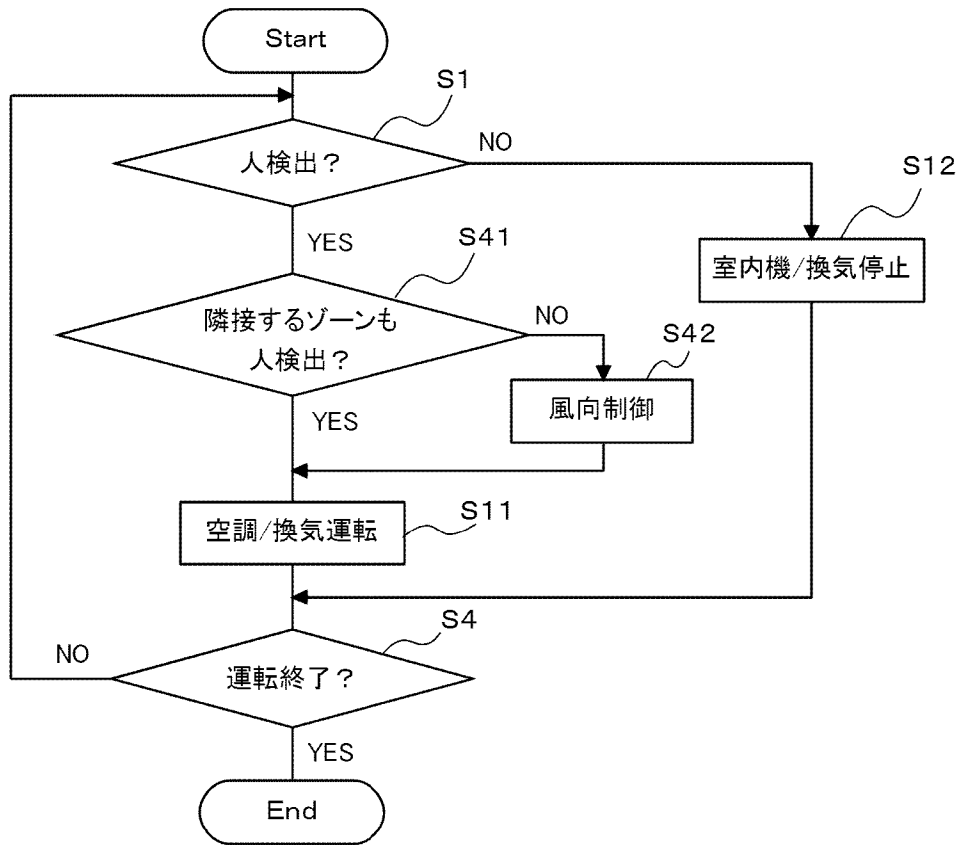 Start
S1
人検出？
NO
S12
YES
S41
室内機/換気停止
隣接するゾーンも
人検出？
NO
S42
風向制御
YES
空調/換気運転
S11
S4
NO
運転終了？
YES
End